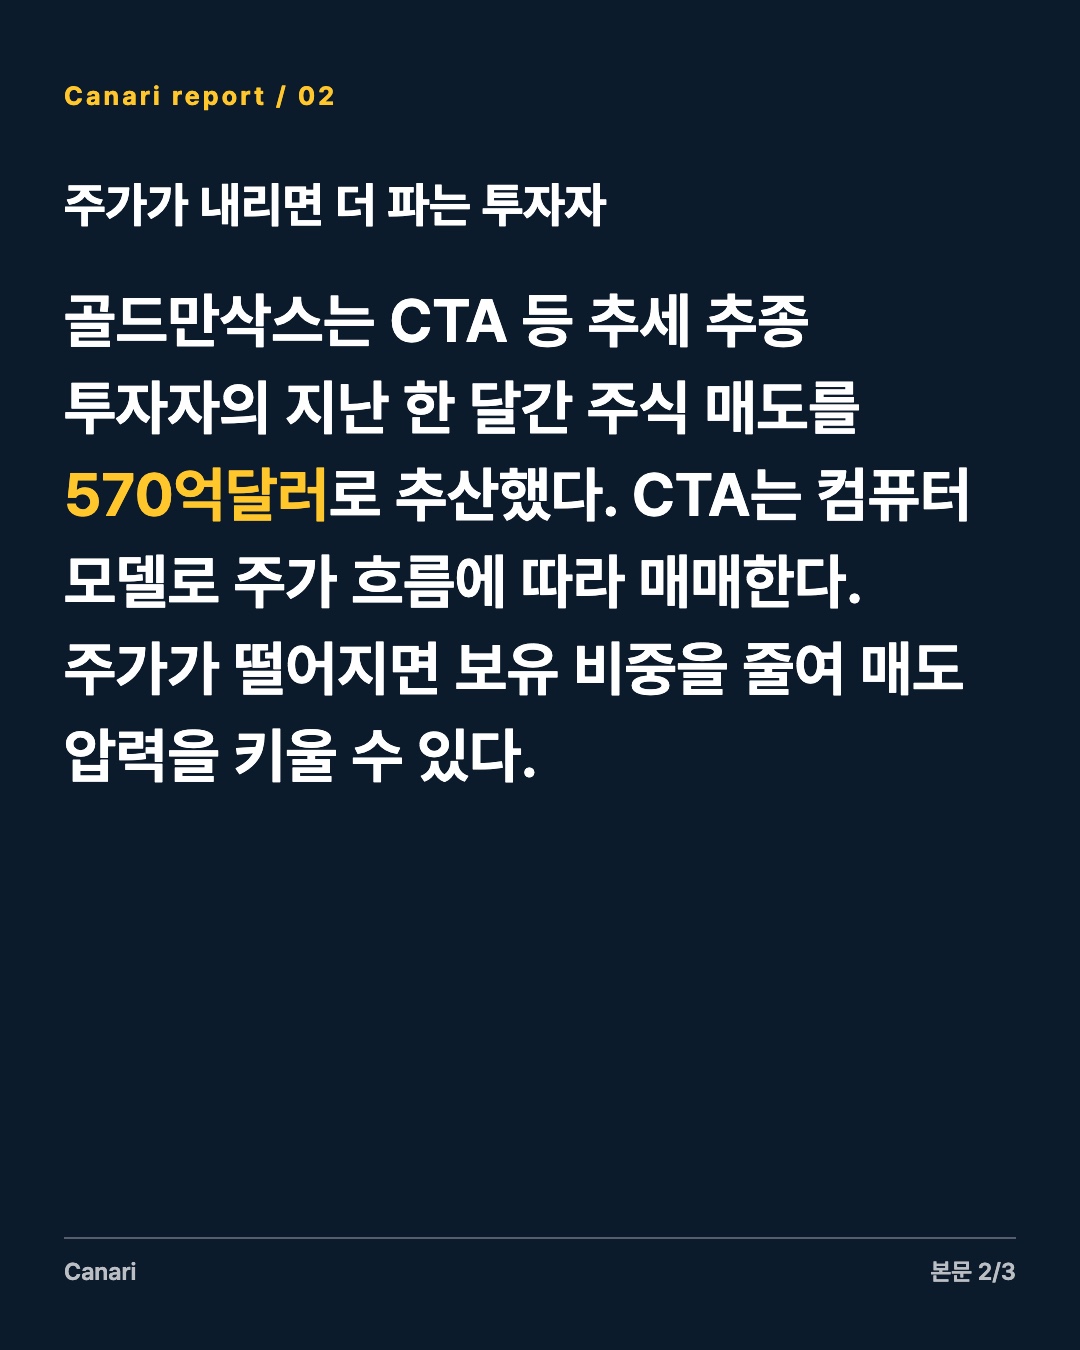 Canari report / 02
주가가 내리면 더 파는 투자자
골드만삭스는 CTA 등 추세 추종
투자자의 지난 한 달간 주식 매도를
570억달러로 추산했다. CTA는 컴퓨터
모델로 주가 흐름에 따라 매매한다.
주가가 떨어지면 보유 비중을 줄여 매도
압력을 키울 수 있다.
Canari
본문 2/3